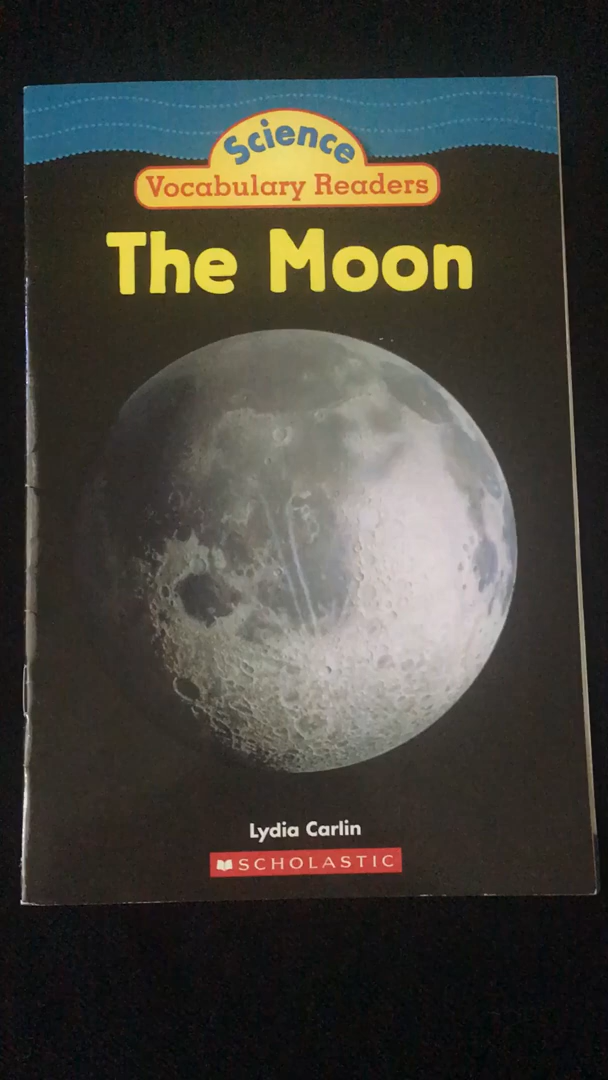 Science
Vocabulary Readers
The Moon
Lydia Carlin
SCHOLASTIC